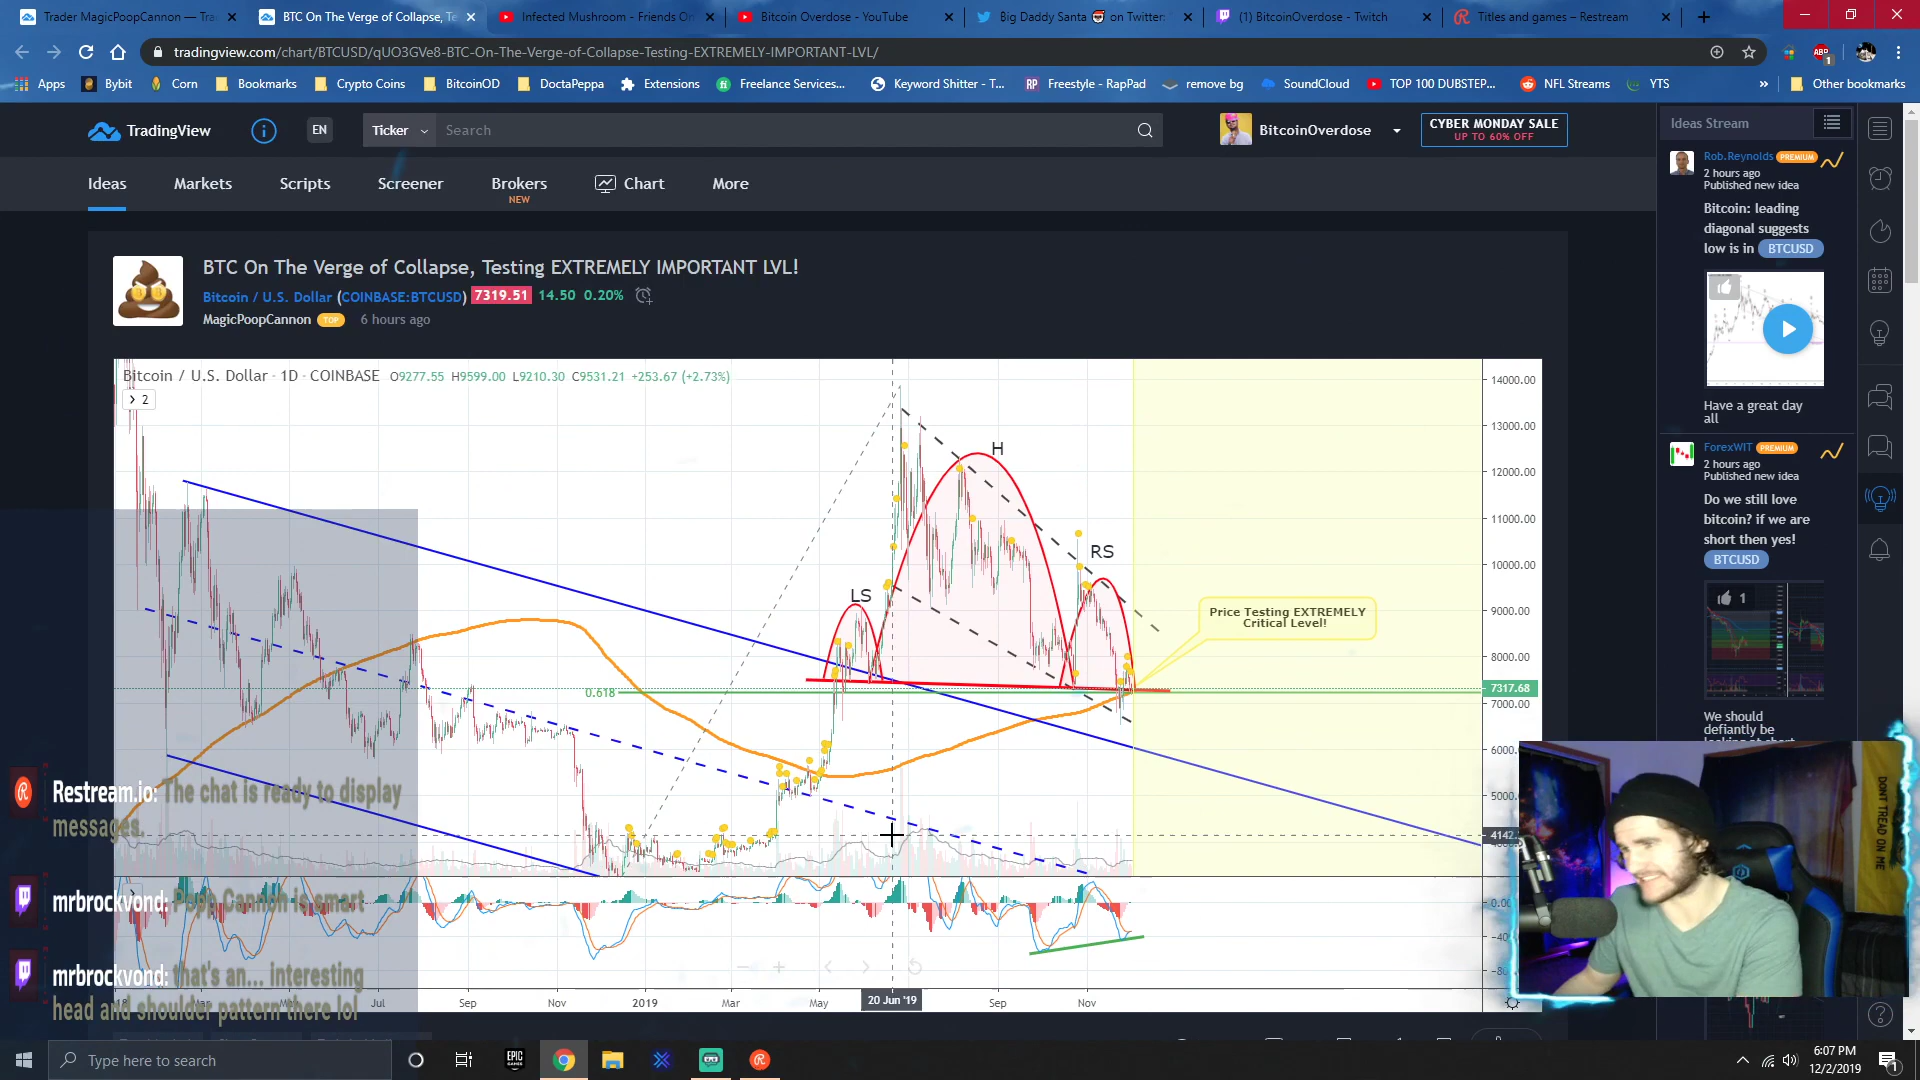 Trader MagicPoopCannon — Tra
BTC On The Verge of Collapse, Te
Infected Mushroom - Friends On
Bitcoin Overdose - YouTube
Big Daddy Santa 🎅 on Twitter:
(1) BitcoinOverdose - Twitch
Titles and games – Restream
tradingview.com/chart/BTCUSD/qUO3GVe8-BTC-On-The-Verge-of-Collapse-Testing-EXTREMELY-IMPORTANT-LVL/
Apps
Bybit
Corn
Bookmarks
Crypto Coins
BitcoinOD
DoctaPeppa
Extensions
Freelance Services...
Keyword Shitter - T...
Freestyle - RapPad
remove bg
SoundCloud
TOP 100 DUBSTEP...
NFL Streams
YTS
»
Other bookmarks
TradingView
EN
Ticker
Search
BitcoinOverdose
CYBER MONDAY SALE
UP TO 60% OFF
Ideas
Markets
Scripts
Screener
Brokers
NEW
Chart
More
BTC On The Verge of Collapse, Testing EXTREMELY IMPORTANT LVL!
Bitcoin / U.S. Dollar (COINBASE:BTCUSD) 7319.51 14.50 0.20%
MagicPoopCannon TOP 6 hours ago
Bitcoin / U.S. Dollar · 1D · COINBASE O9277.55 H9599.00 L9210.30 C9531.21 +253.67 (+2.73%)
2
LS
H
RS
0.618
Price Testing EXTREMELY
Critical Level!
14000.00
13000.00
12000.00
11000.00
10000.00
9000.00
8000.00
7317.68
7000.00
6000.
5000.
4142.
0.00
-40
-80
Jul
Sep
Nov
2019
Mar
May
20 Jun '19
Sep
Nov
Ideas Stream
Rob.Reynolds PREMIUM
2 hours ago
Published new idea
Bitcoin: leading
diagonal suggests
low is in BTCUSD
Have a great day
all
ForexWIT PREMIUM
2 hours ago
Published new idea
Do we still love
bitcoin? if we are
short then yes!
BTCUSD
1
We should
defiantly be
Restream.io: The chat is ready to display
messages.
mrbrockvond: Popp Cannon is smart
mrbrockvond: that's an... interesting
head and shoulder pattern there lol
DONT TREAD ON ME
EPIC
GAMES
Type here to search
6:07 PM
12/2/2019